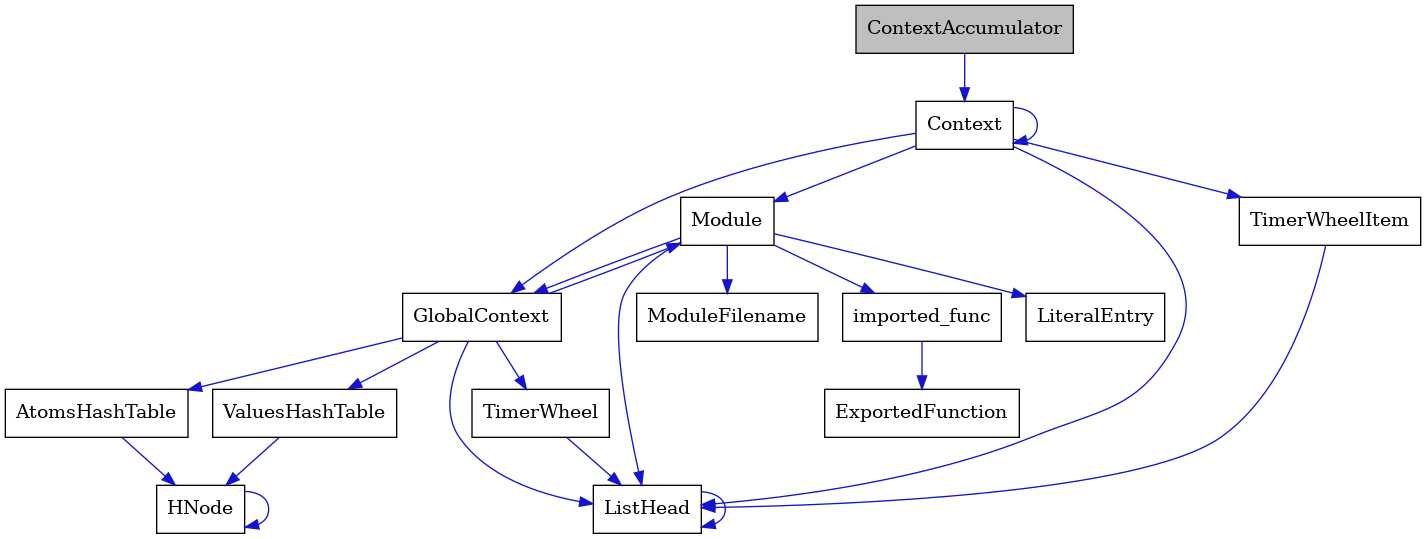 ContextAccumulator
Context
Module
TimerWheelItem
GlobalContext
ModuleFilename
imported_func
LiteralEntry
AtomsHashTable
ValuesHashTable
TimerWheel
ExportedFunction
HNode
ListHead